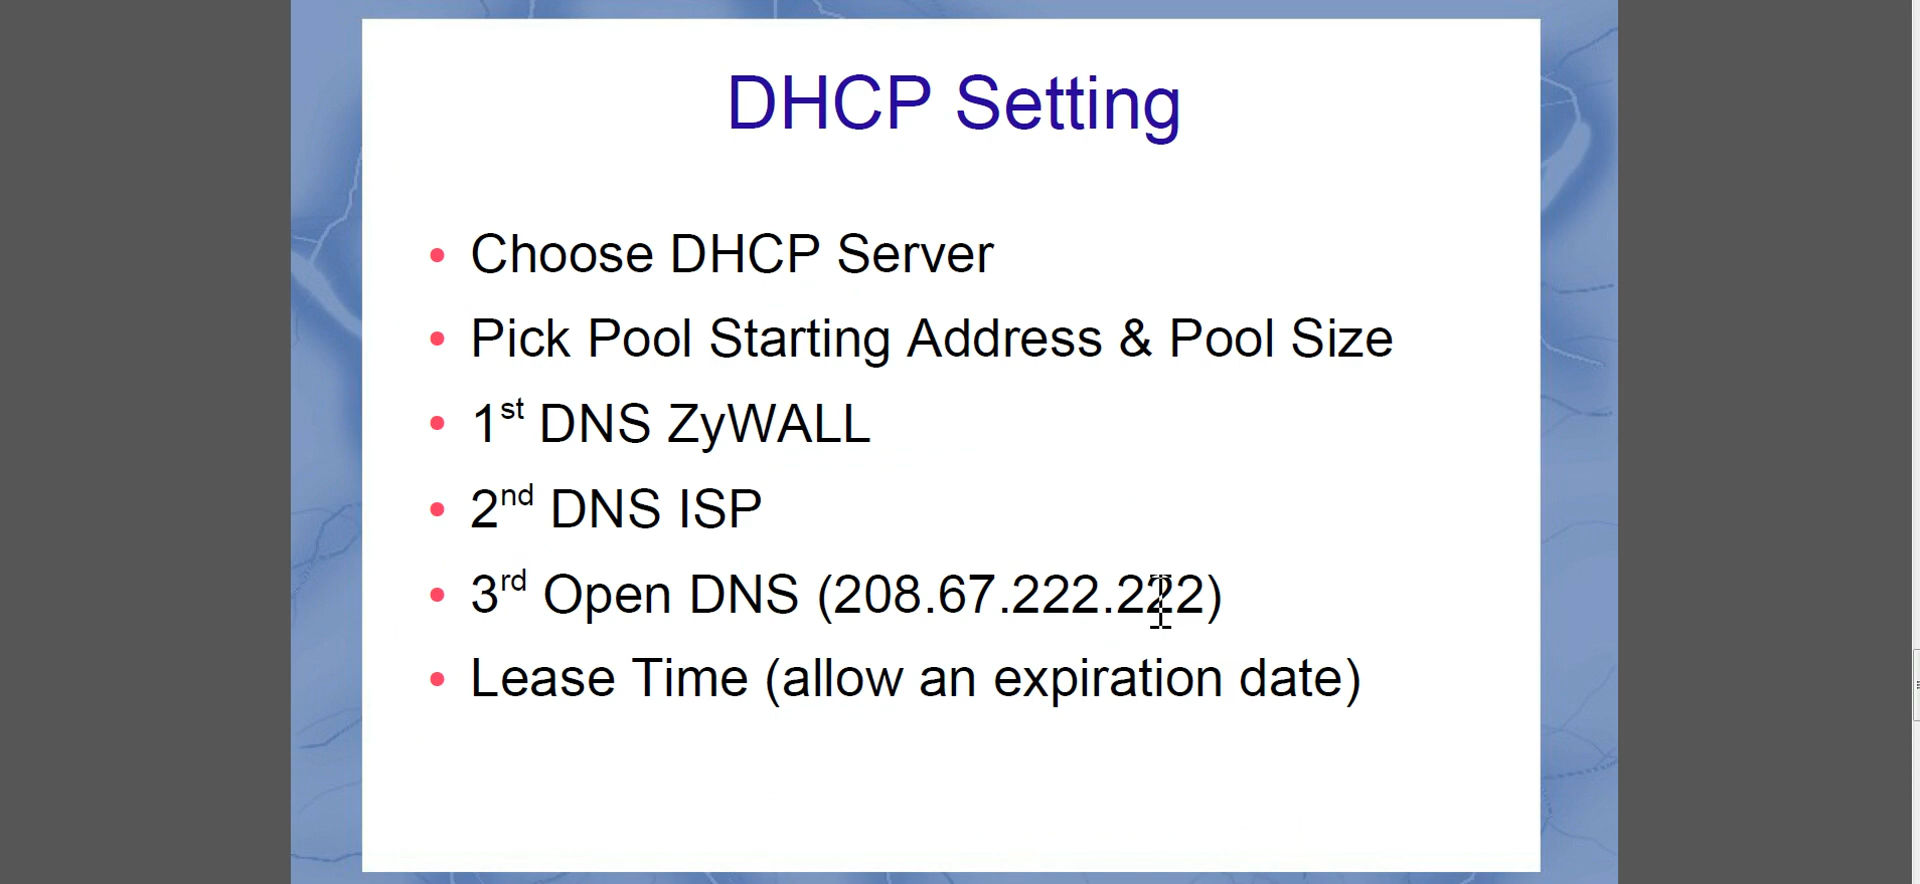 DHCP Setting
• Choose DHCP Server
• Pick Pool Starting Address & Pool Size
• 1st DNS ZyWALL
• 2nd DNS ISP
• 3rd Open DNS (208.67.222.222)
• Lease Time (allow an expiration date)